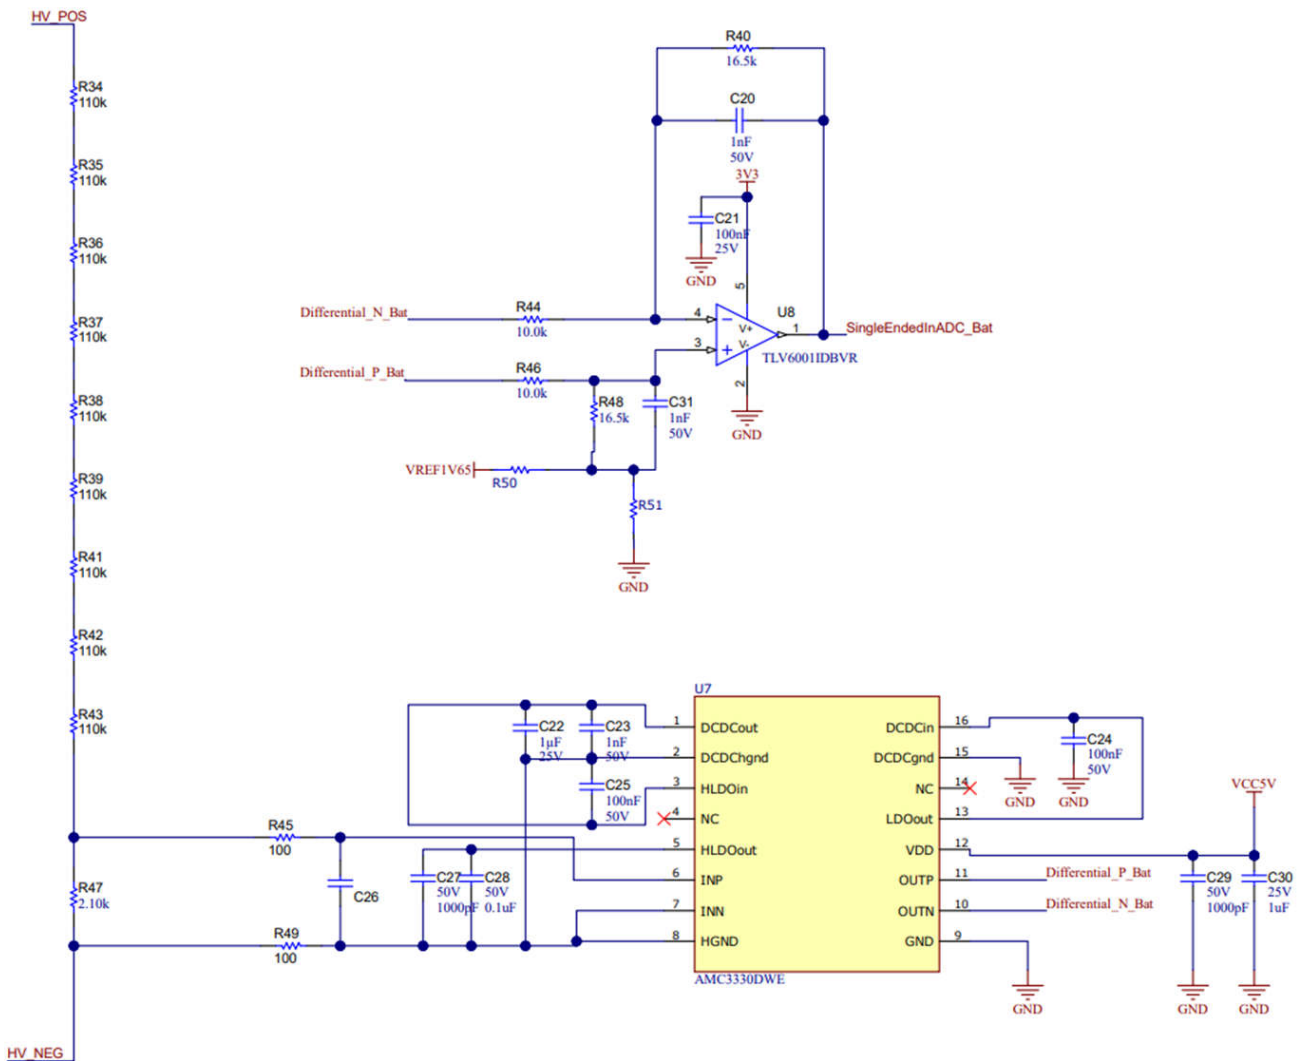 HV_POS
R34
110k
R35
110k
R36
110k
R37
110k
R38
110k
R39
110k
R41
110k
R42
110k
R43
110k
R47
2.10k
HV_NEG
R40
16.5k
C20
1nF
50V
3V3
C21
100nF
25V
GND
5
Differential_N_Bat
R44
10.0k
4
U8
V+
V-
1
SingleEndedInADC_Bat
3
TLV6001IDBVR
Differential_P_Bat
R46
10.0k
2
GND
R48
16.5k
C31
1nF
50V
VREF1V65
R50
R51
GND
R45
100
C26
R49
100
C22
1µF
25V
C23
1nF
50V
C25
100nF
50V
C27
50V
1000pF
C28
50V
0.1uF
U7
1 DCDCout
2 DCDChgnd
3 HLDOin
4 NC
5 HLDOout
6 INP
7 INN
8 HGND
DCDCin 16
DCDCgnd 15
NC 14
LDOout 13
VDD 12
OUTP 11
OUTN 10
GND 9
AMC3330DWE
C24
100nF
50V
GND
GND
VCC5V
Differential_P_Bat
Differential_N_Bat
C29
50V
1000pF
C30
25V
1uF
GND
GND
GND